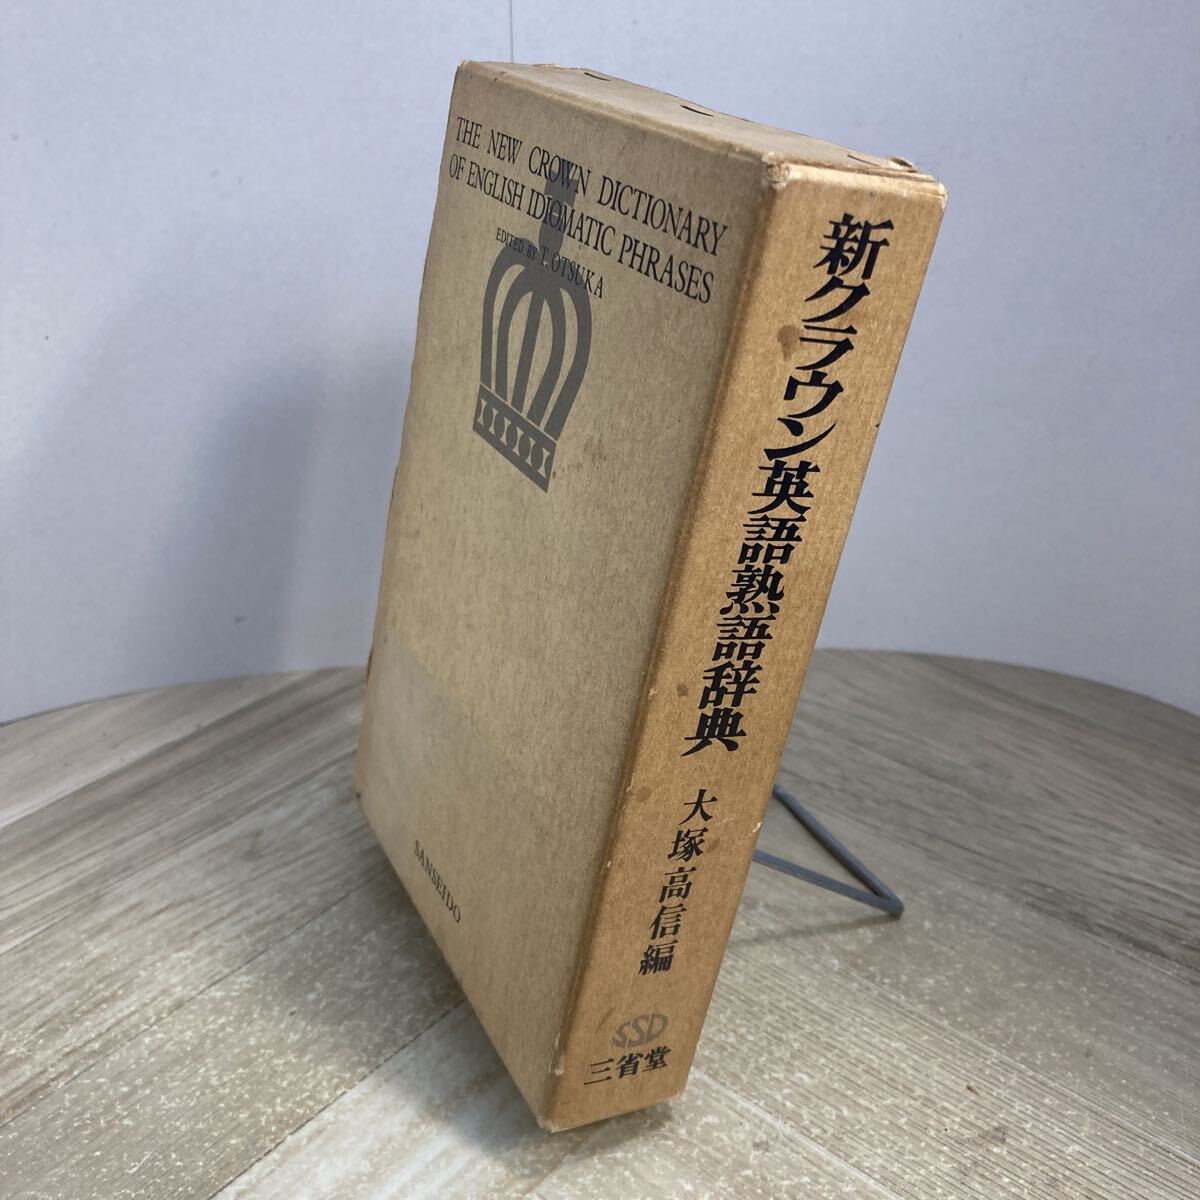 THE NEW CROWN DICTIONARY
OF ENGLISH IDIOMATIC PHRASES
EDITED BY T. OTSUKA
SANSEIDO
新クラウン英語熟語辞典
大塚高信編
SSD
三省堂